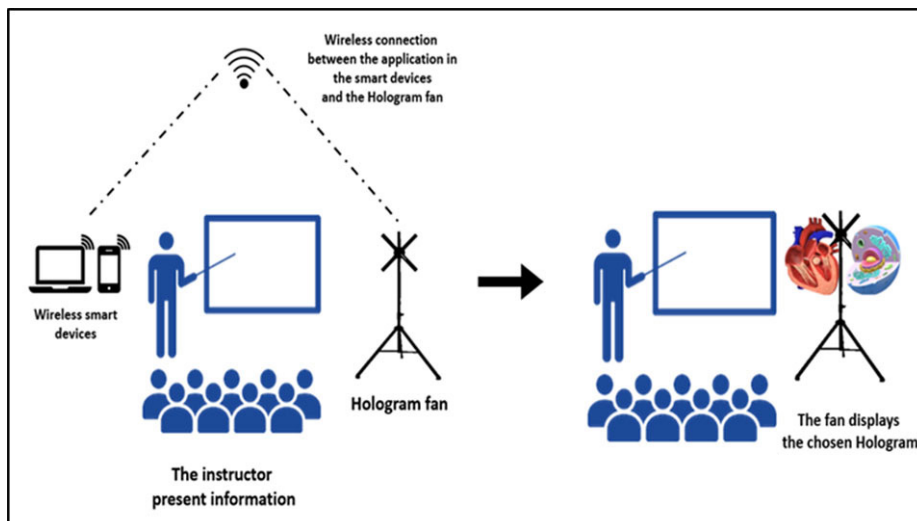 Wireless connection
between the application in
the smart devices
and the Hologram fan
Wireless smart
devices
Hologram fan
The instructor
present information
The fan displays
the chosen Hologram